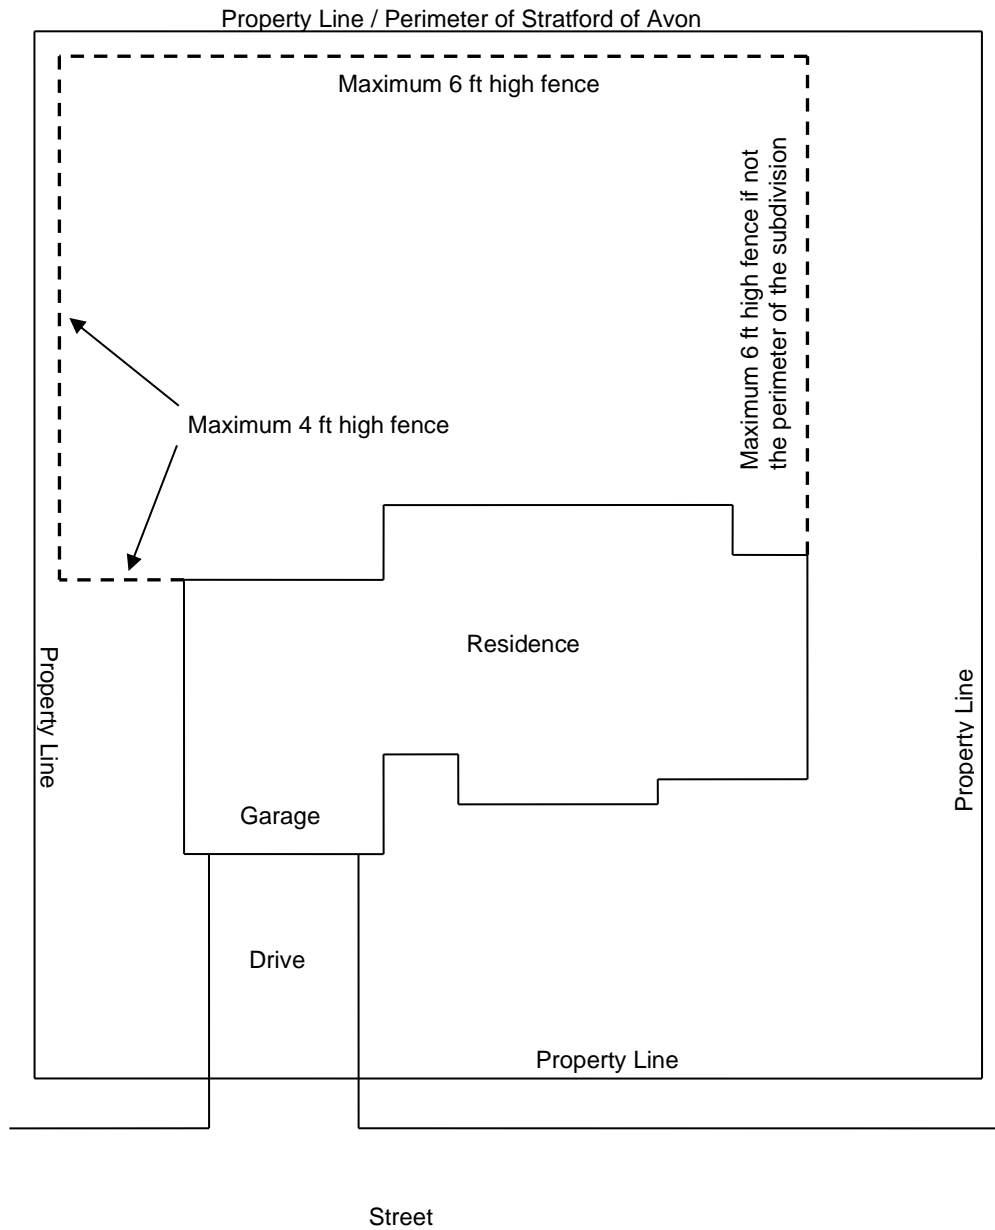 Property Line / Perimeter of Stratford of Avon
Maximum 6 ft high fence
Maximum 6 ft high fence if not
the perimeter of the subdivision
Maximum 4 ft high fence
Residence
Property Line
Property Line
Garage
Drive
Property Line
Street